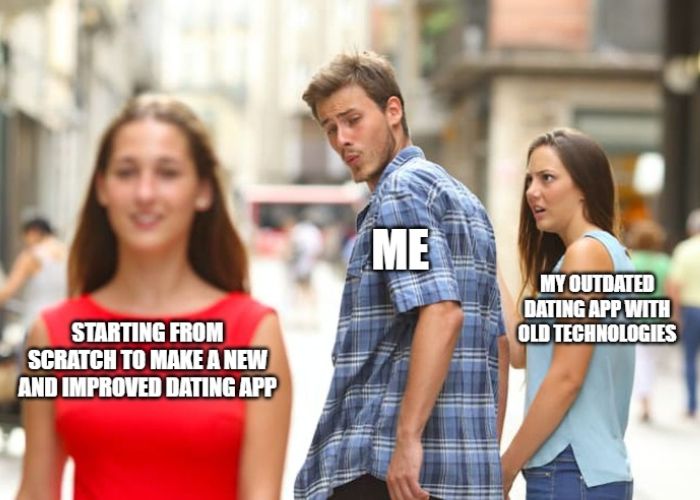 ME
MY OUTDATED
DATING APP WITH
OLD TECHNOLOGIES
STARTING FROM
SCRATCH TO MAKE A NEW
AND IMPROVED DATING APP